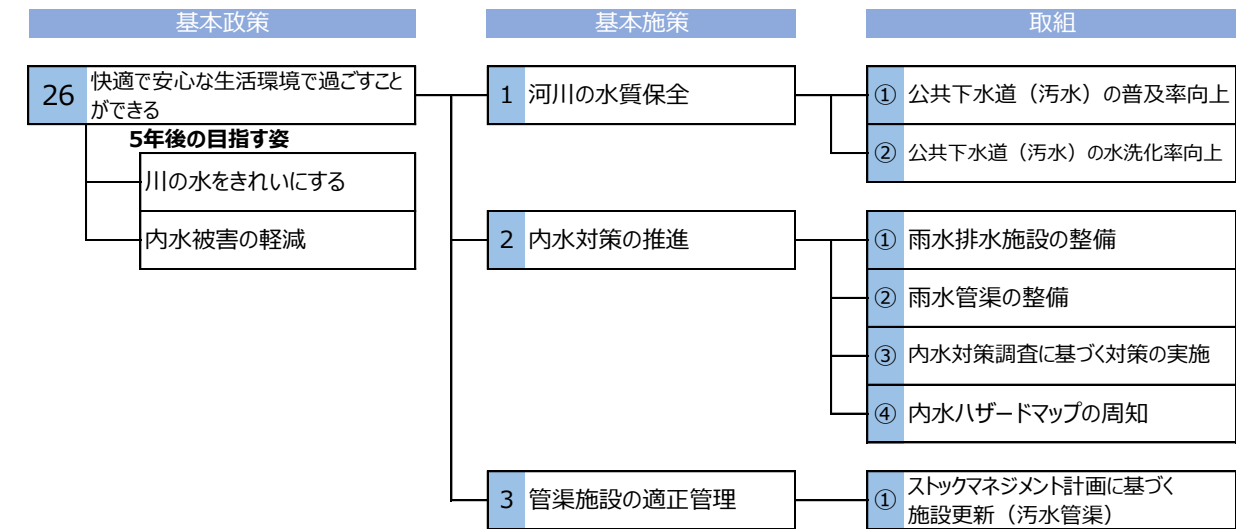 基本政策
基本施策
取組
26
快適で安心な生活環境で過ごすこと
ができる
5年後の目指す姿
川の水をきれいにする
内水被害の軽減
1 河川の水質保全
① 公共下水道（汚水）の普及率向上
② 公共下水道（汚水）の水洗化率向上
2 内水対策の推進
① 雨水排水施設の整備
② 雨水管渠の整備
③ 内水対策調査に基づく対策の実施
④ 内水ハザードマップの周知
3 管渠施設の適正管理
① ストックマネジメント計画に基づく
施設更新（汚水管渠）